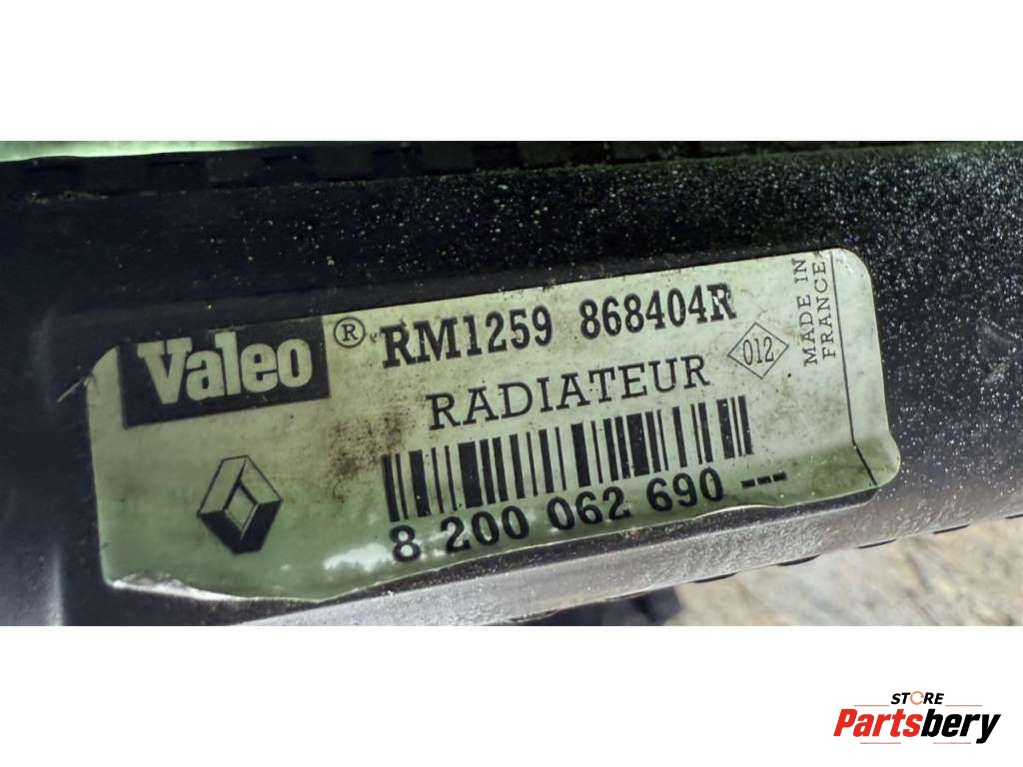 Valeo ® RM1259 868404R
RADIATEUR
012
MADE IN
FRANCE
8 200 062 690 ---
STORE
Partsbery